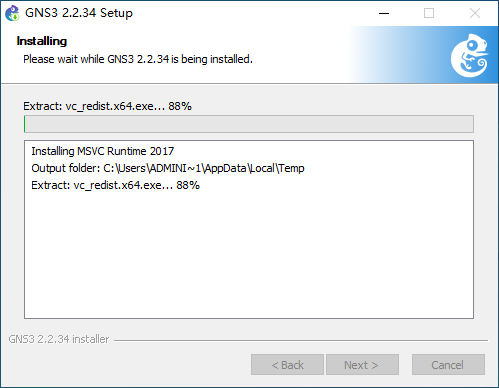 GNS3 2.2.34 Setup
Installing
Please wait while GNS3 2.2.34 is being installed.
Extract: vc_redist.x64.exe... 88%
Installing MSVC Runtime 2017
Output folder: C:\Users\ADMINI~1\AppData\Local\Temp
Extract: vc_redist.x64.exe... 88%
GNS3 2.2.34 installer
< Back
Next >
Cancel